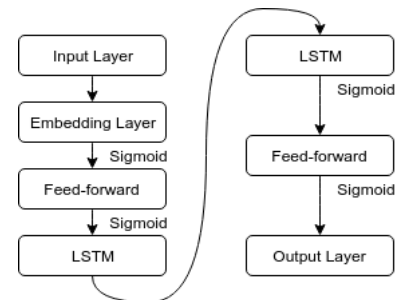 Input Layer
Embedding Layer
Sigmoid
Feed-forward
Sigmoid
LSTM
LSTM
Sigmoid
Feed-forward
Sigmoid
Output Layer